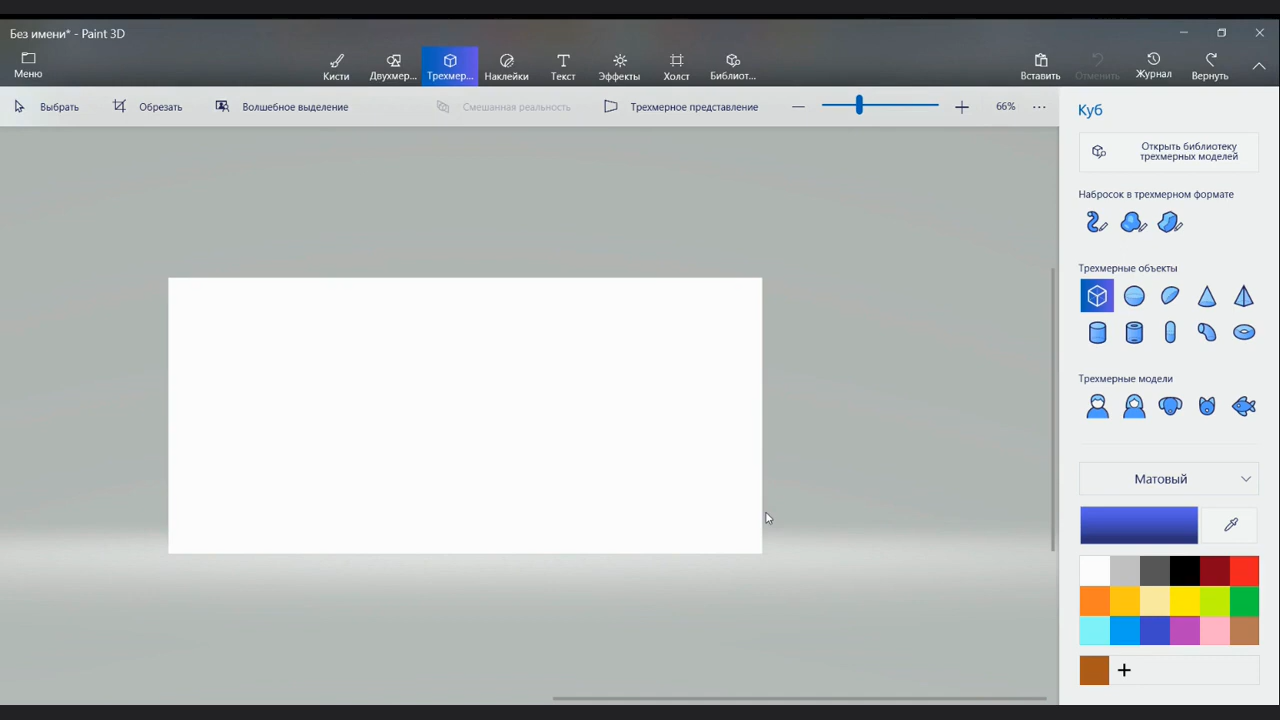 Без имени* - Paint 3D
Меню
Кисти
Двухмер...
Трехмер...
Наклейки
Текст
Эффекты
Холст
Библиот...
Вставить
Отменить
Журнал
Вернуть
Выбрать
Обрезать
Волшебное выделение
Смешанная реальность
Трехмерное представление
66%
Куб
Открыть библиотеку
трехмерных моделей
Набросок в трехмерном формате
Трехмерные объекты
Трехмерные модели
Матовый